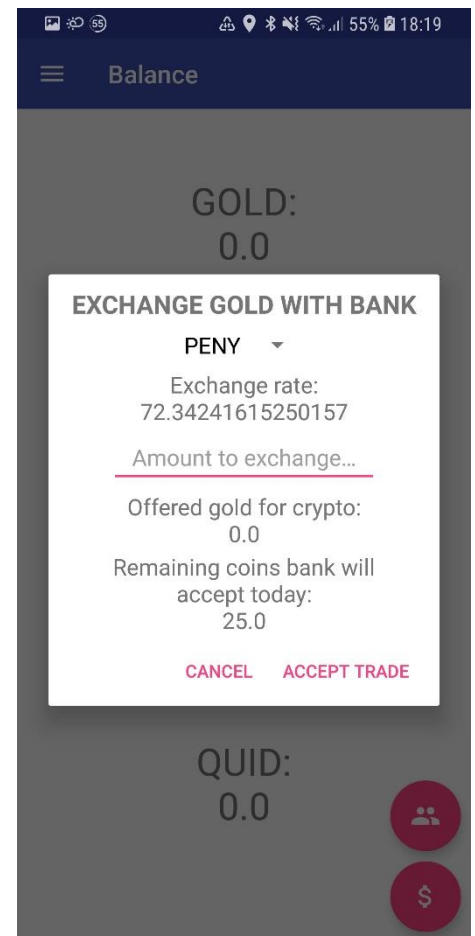 55 55% 18:19
Balance
GOLD:
0.0
EXCHANGE GOLD WITH BANK
PENY
Exchange rate:
72.34241615250157
Amount to exchange...
Offered gold for crypto:
0.0
Remaining coins bank will
accept today:
25.0
CANCEL ACCEPT TRADE
QUID:
0.0
$